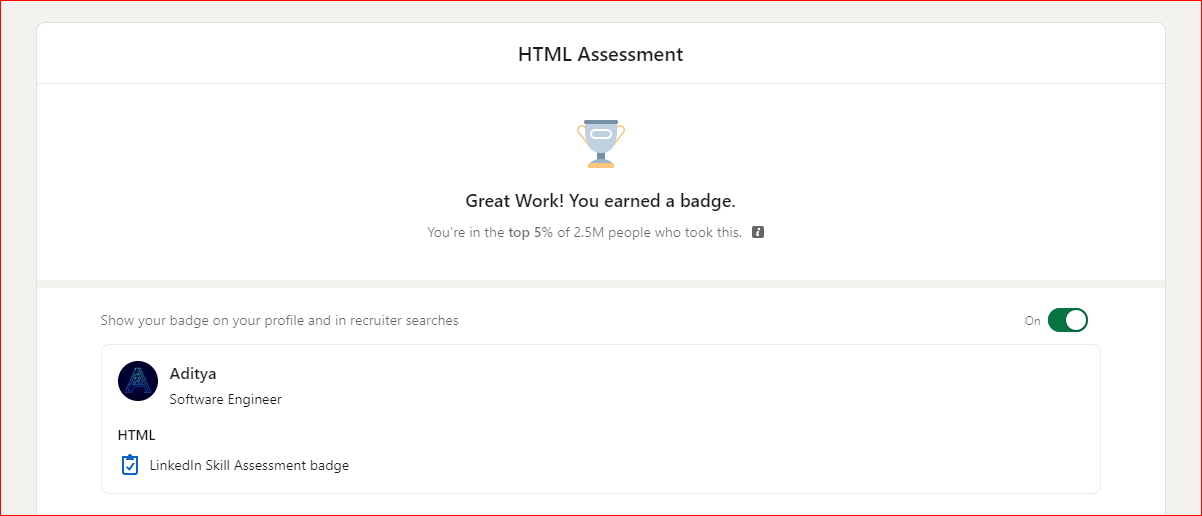 HTML Assessment
Great Work! You earned a badge.
You're in the top 5% of 2.5M people who took this. i
Show your badge on your profile and in recruiter searches
On
A
Aditya
Software Engineer
HTML
LinkedIn Skill Assessment badge